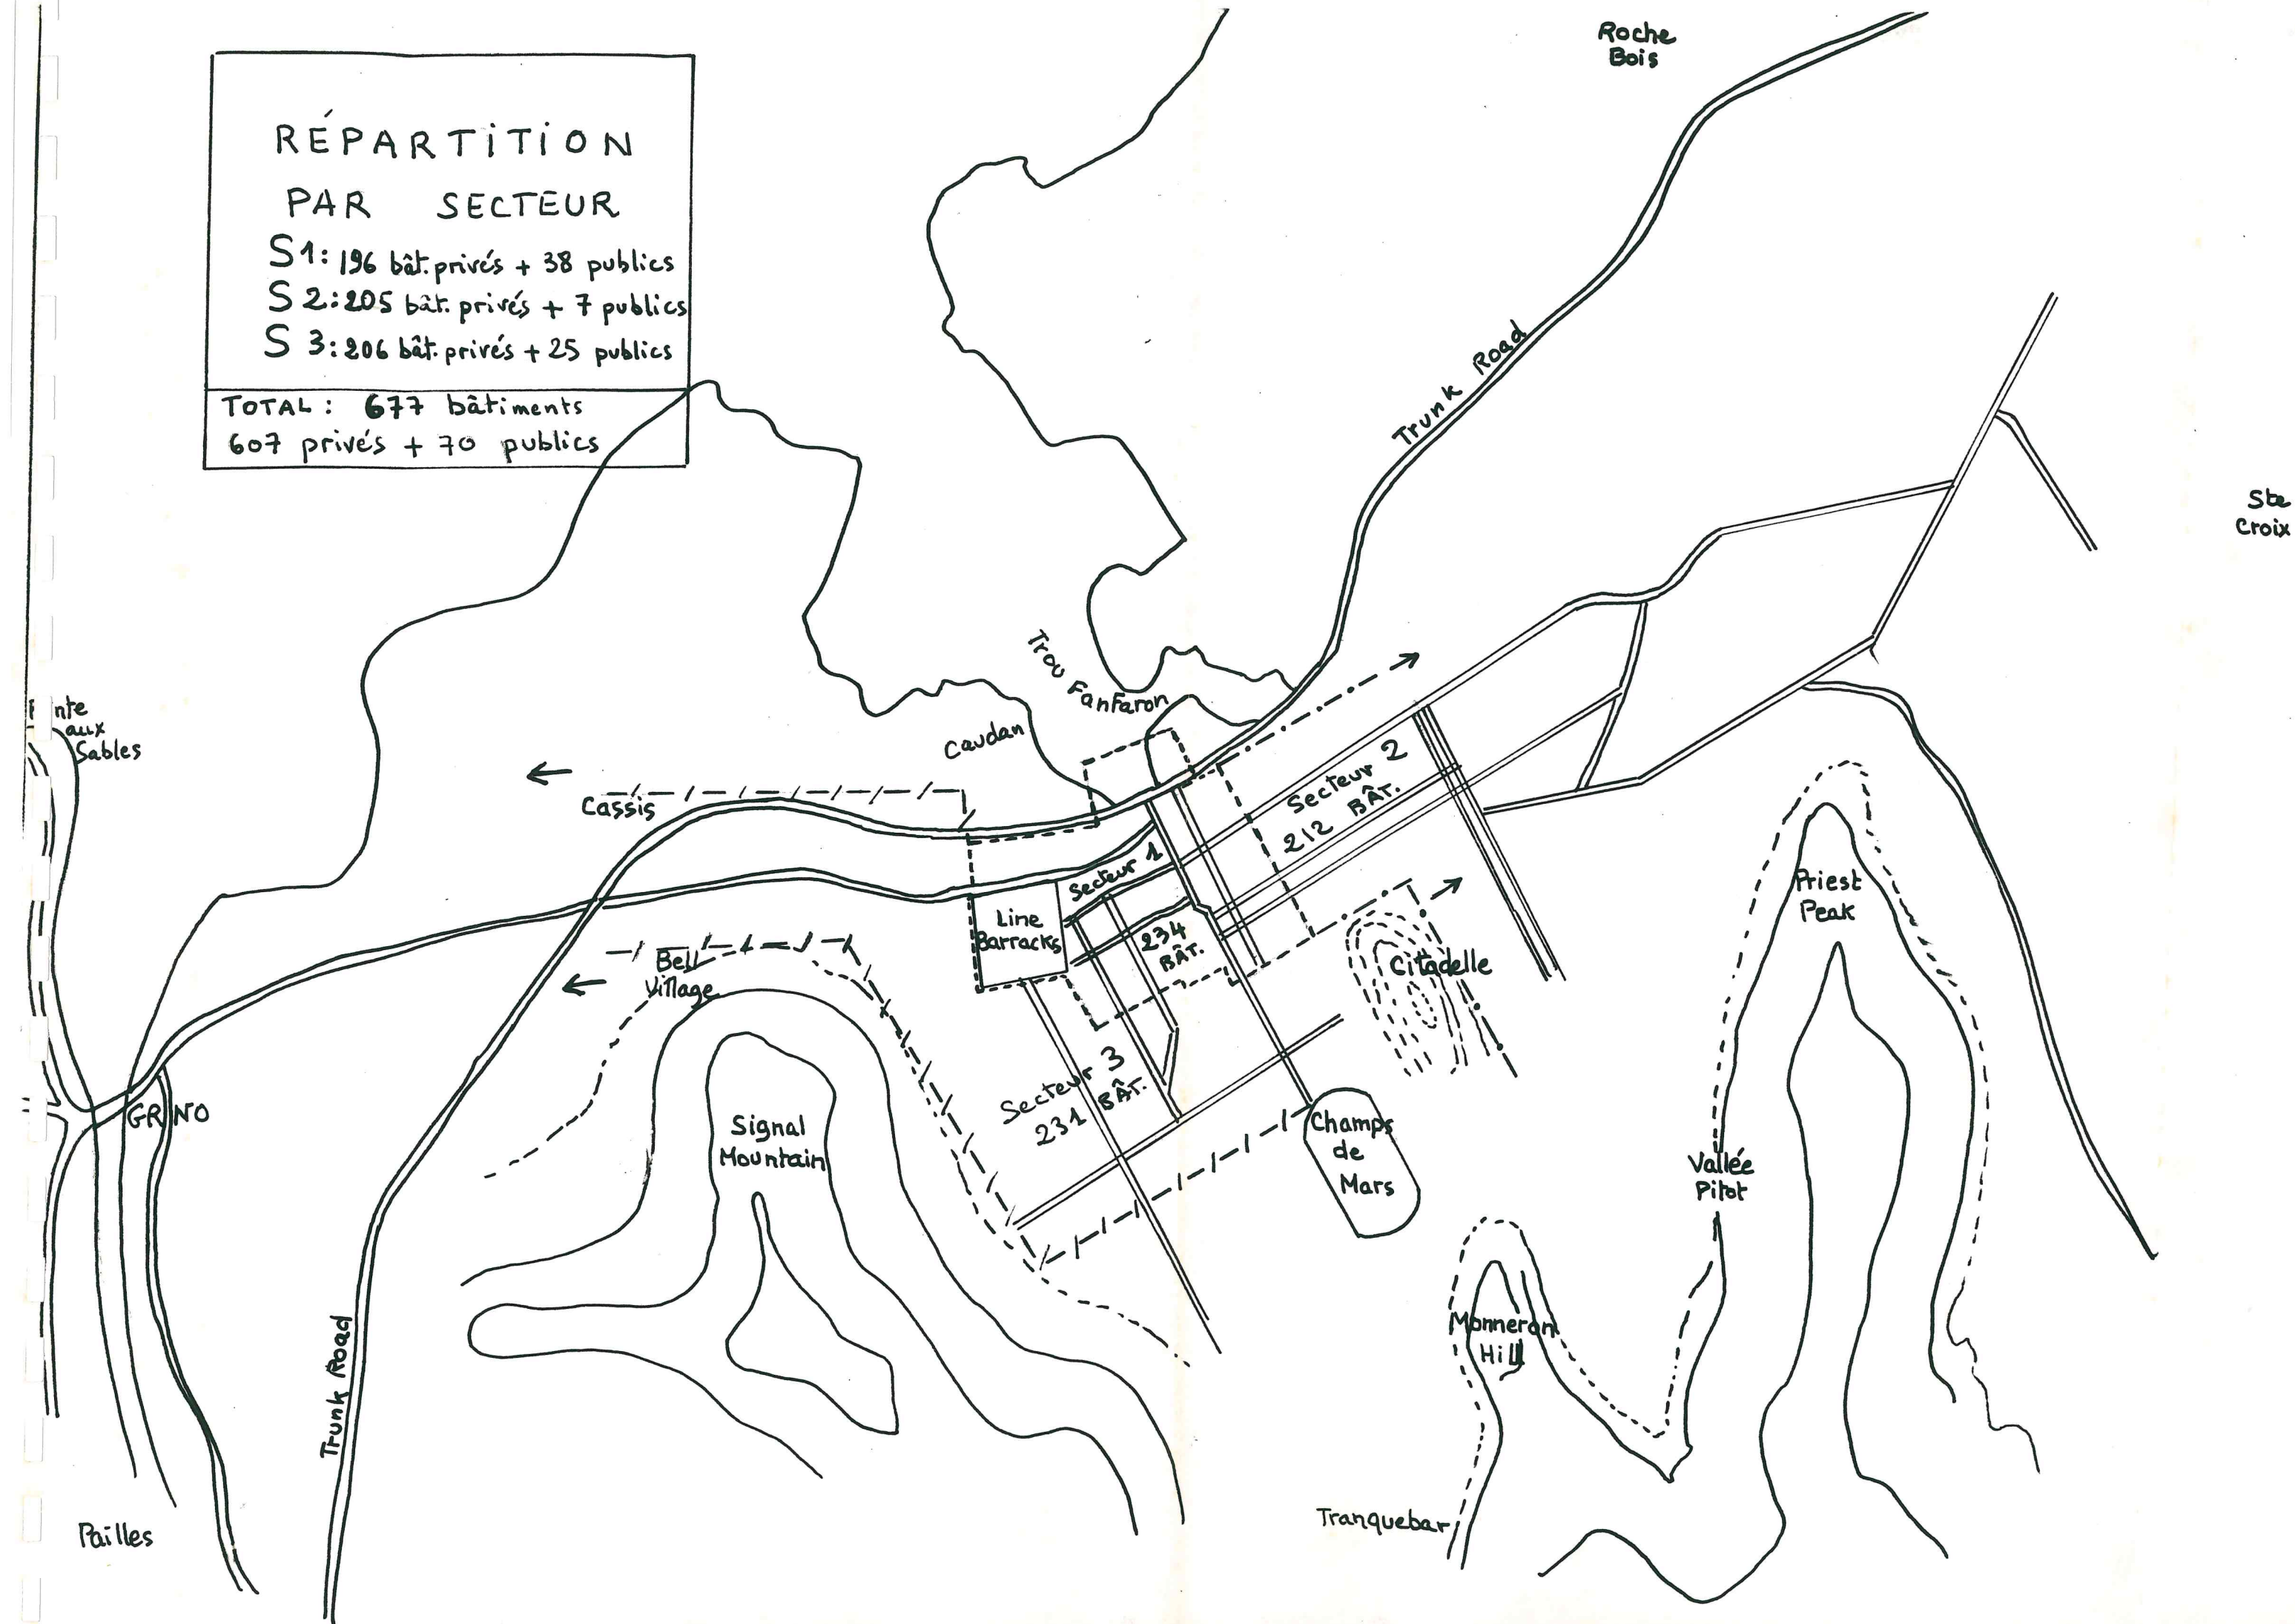 RÉPARTITION
PAR SECTEUR
S1: 196 bât. privés + 38 publics
S2: 205 bât. privés + 7 publics
S 3: 206 bât. privés + 25 publics
TOTAL : 677 bâtiments
607 privés + 70 publics
Roche
Bois
Trunk Road
Ste
Croix
Trou Fanfaron
Caudan
aux
Sables
Cassis
Secteur 2
212 BÂT.
Secteur 1
234
BÂT.
Line
Barracks
Bell
Village
Citadelle
Priest
Peak
Secteur 3
231 BÂT.
GRNO
Signal
Mountain
Champs
de
Mars
Vallée
Pitot
Monneron
Hill
Trunk Road
Tranquebar
Pailles